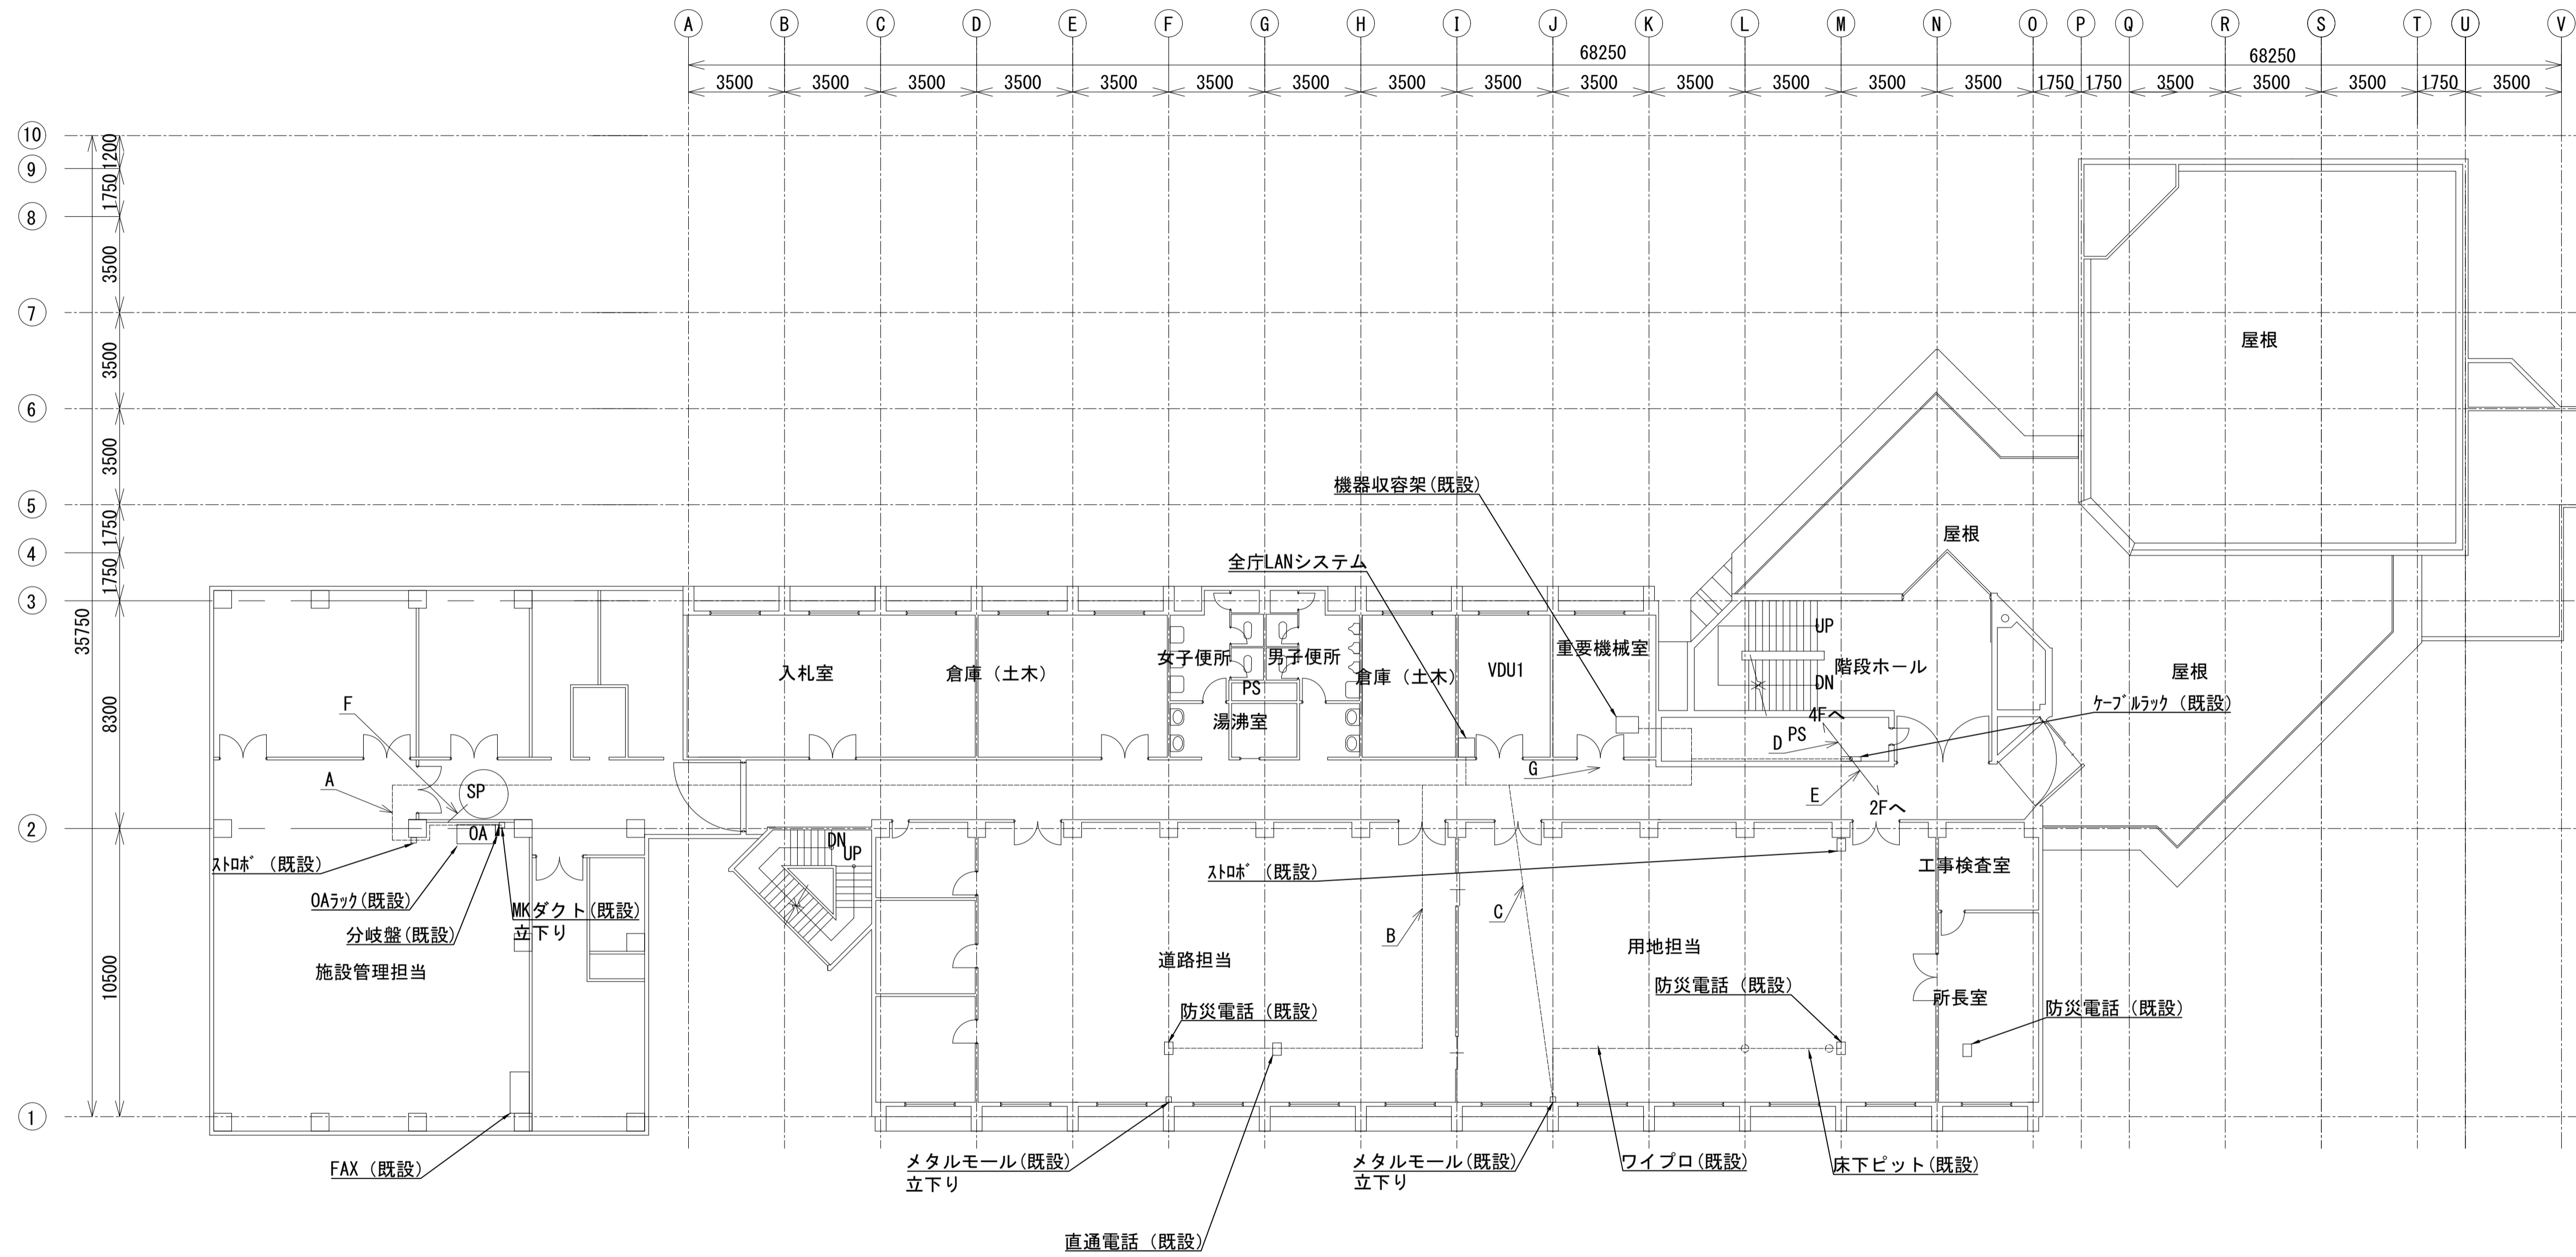 A B C D E F G H I J K L M N O P Q R S T U V
68250 68250
3500 3500 3500 3500 3500 3500 3500 3500 3500 3500 3500 3500 3500 3500 1750 1750 3500 3500 3500 1750 3500
10
1200
9
1750
8
3500
7
3500
屋根
6
3500
5
機器収容架(既設)
1750
屋根
4
全庁LANシステム
1750
3
35750
8300
UP
入札室
倉庫（土木）
女子便所
男子便所
倉庫（土木）
VDU1
重要機械室
階段ホール
屋根
DN
PS
湯沸室
ｹｰﾌﾞﾙﾗｯｸ（既設）
F
4Fへ
D
PS
G
A
SP
E
2Fへ
2
OA
DN
UP
ｽﾄﾛﾎﾞ（既設）
ｽﾄﾛﾎﾞ（既設）
工事検査室
OAﾗｯｸ(既設)
MKダクト(既設)
立下り
分岐盤(既設)
C
B
10500
施設管理担当
道路担当
用地担当
防災電話（既設）
所長室
防災電話（既設）
防災電話（既設）
1
FAX（既設）
メタルモール(既設)
立下り
メタルモール(既設)
立下り
ワイプロ(既設)
床下ピット(既設)
直通電話（既設）